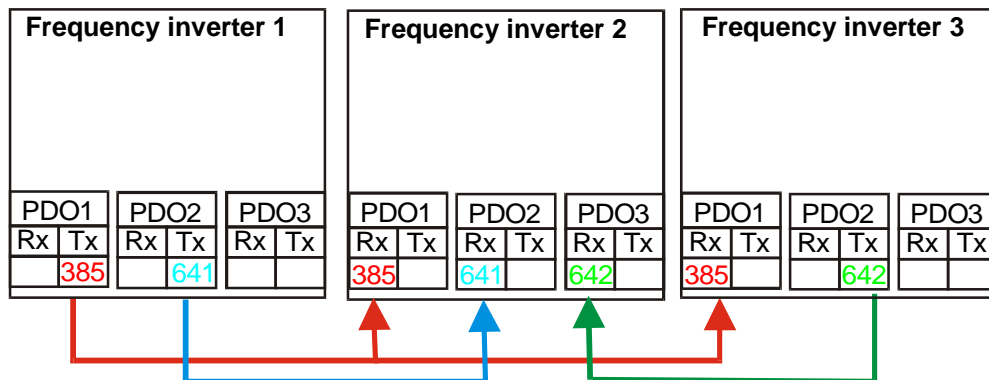 Frequency inverter 1
PDO1 PDO2 PDO3
Rx Tx Rx Tx Rx Tx
385 641
Frequency inverter 2
PDO1 PDO2 PDO3
Rx Tx Rx Tx Rx Tx
385 641 642
Frequency inverter 3
PDO1 PDO2 PDO3
Rx Tx Rx Tx Rx Tx
385 642